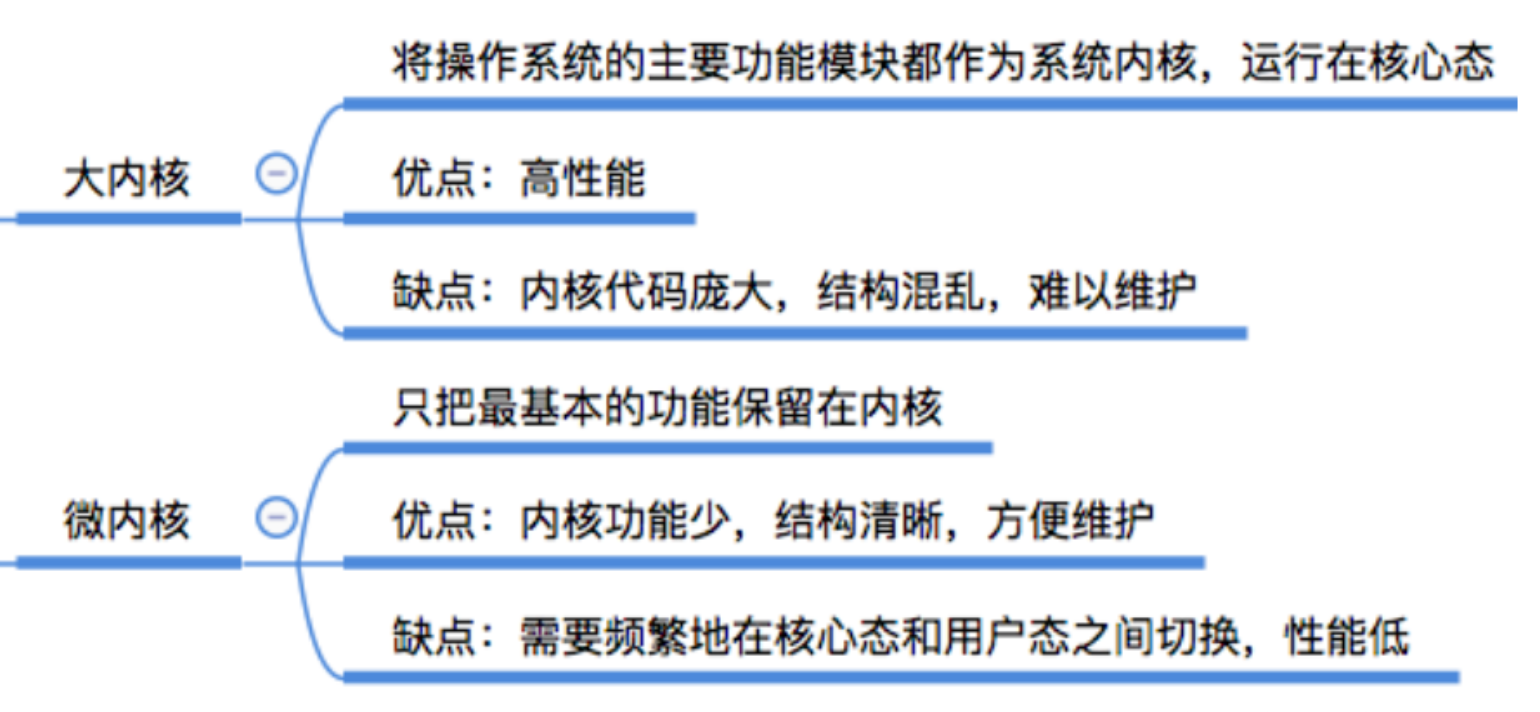 大内核
将操作系统的主要功能模块都作为系统内核，运行在核心态
优点：高性能
缺点：内核代码庞大，结构混乱，难以维护
微内核
只把最基本的功能保留在内核
优点：内核功能少，结构清晰，方便维护
缺点：需要频繁地在核心态和用户态之间切换，性能低